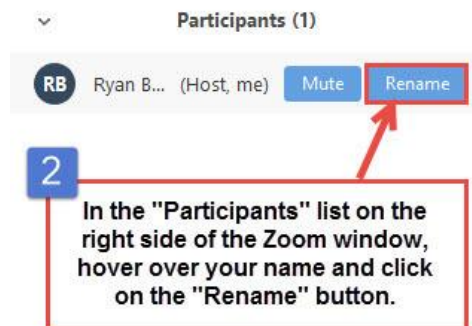 Participants (1)
RB Ryan B... (Host, me) Mute Rename
2
In the "Participants" list on the
right side of the Zoom window,
hover over your name and click
on the "Rename" button.